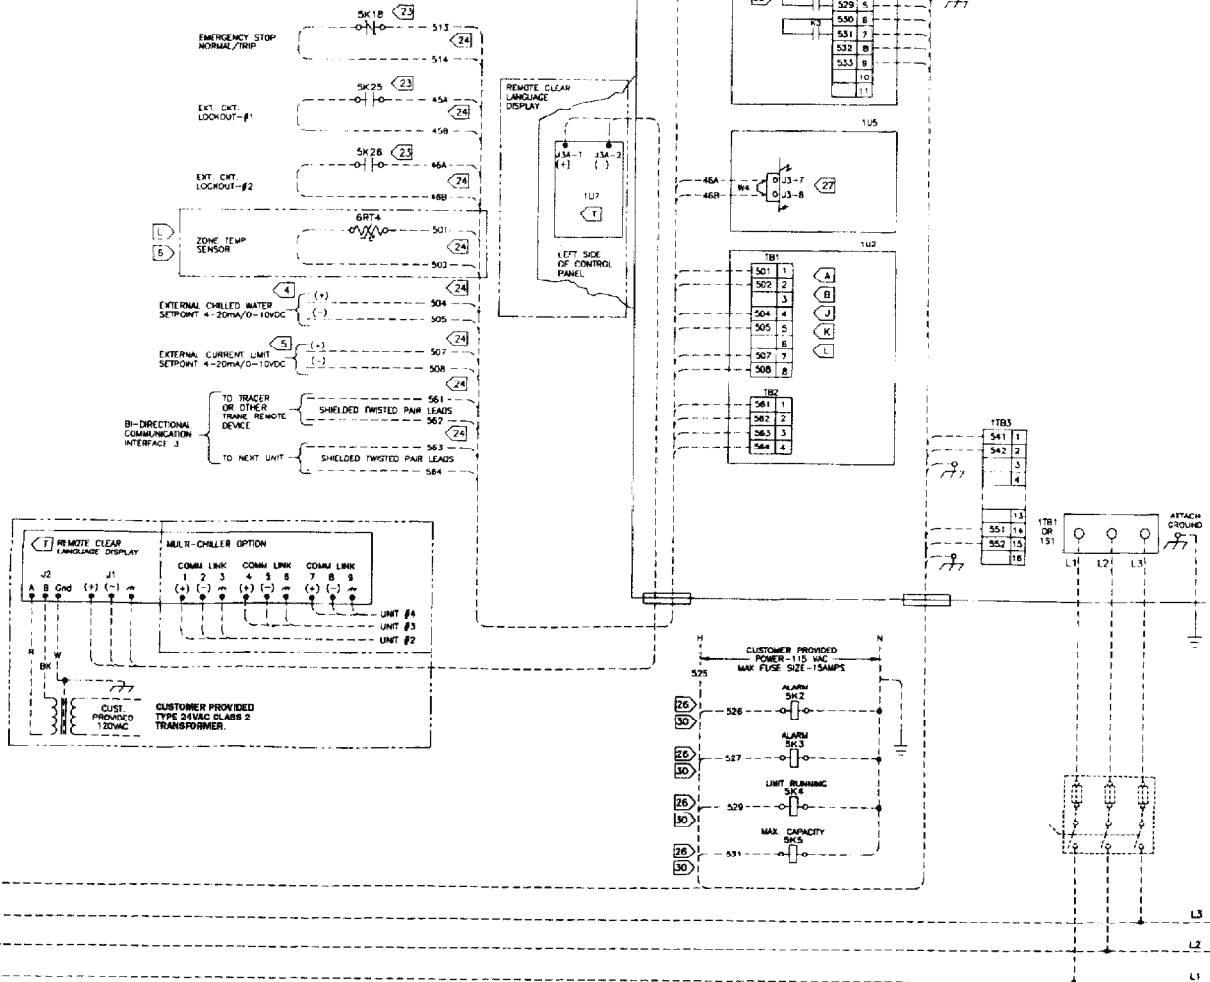 5K18
23
EMERGENCY STOP
NORMAL/TRIP
513
24
514
5K25
23
EXT. CKT.
LOCKOUT-#1
45A
24
45B
5K26
23
EXT. CKT.
LOCKOUT-#2
46A
24
46B
L
6
ZONE TEMP
SENSOR
6RT4
501
24
502
4
EXTERNAL CHILLED WATER
SETPOINT 4-20mA/0-10VDC
(+)
(-)
24
504
505
5
EXTERNAL CURRENT LIMIT
SETPOINT 4-20mA/0-10VDC
(+)
(-)
24
507
508
24
BI-DIRECTIONAL
COMMUNICATION
INTERFACE 3
TO TRACER
OR OTHER
TRANE REMOTE
DEVICE
SHIELDED TWISTED PAIR LEADS
561
562
24
TO NEXT UNIT
SHIELDED TWISTED PAIR LEADS
563
564
REMOTE CLEAR
LANGUAGE
DISPLAY
J3A-1
(+)
J3A-2
(-)
1U7
T
LEFT SIDE
OF CONTROL
PANEL
K3
529 5
530 6
531 7
532 8
533 9
10
11
1U5
46A
46B
W4
J3-7
J3-8
27
1U2
TB1
501 1
502 2
3
504 4
505 5
6
507 7
508 8
A
B
J
K
L
TB2
561 1
562 2
563 3
564 4
1TB3
541 1
542 2
3
4
13
551 14
552 15
16
1TB1
OR
1S1
L1
L2
L3
ATTACH
GROUND
T
REMOTE CLEAR
LANGUAGE DISPLAY
MULTI-CHILLER OPTION
J2
A B Gnd
J1
(+) (-)
COMM LINK
1 2 3
(+) (-)
COMM LINK
4 5 6
(+) (-)
COMM LINK
7 8 9
(+) (-)
UNIT #4
UNIT #3
UNIT #2
R
BK
W
CUST.
PROVIDED
120VAC
CUSTOMER PROVIDED
TYPE 24VAC CLASS 2
TRANSFORMER.
H
N
CUSTOMER PROVIDED
POWER-115 VAC
MAX FUSE SIZE-15AMPS
525
26
30
526
ALARM
5K2
26
30
527
ALARM
5K3
26
30
529
LIMIT RUNNING
5K4
26
30
531
MAX. CAPACITY
5K5
L3
L2
L1